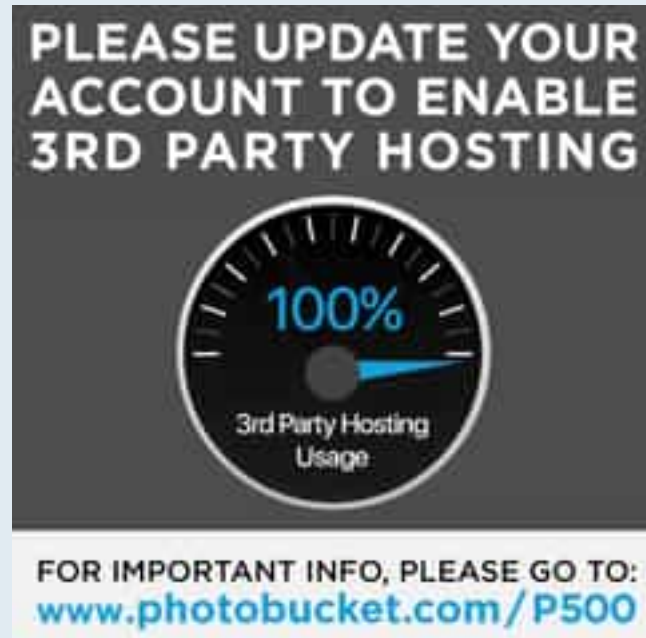 PLEASE UPDATE YOUR
ACCOUNT TO ENABLE
3RD PARTY HOSTING
100%
3rd Party Hosting
Usage
FOR IMPORTANT INFO, PLEASE GO TO:
www.photobucket.com/P500